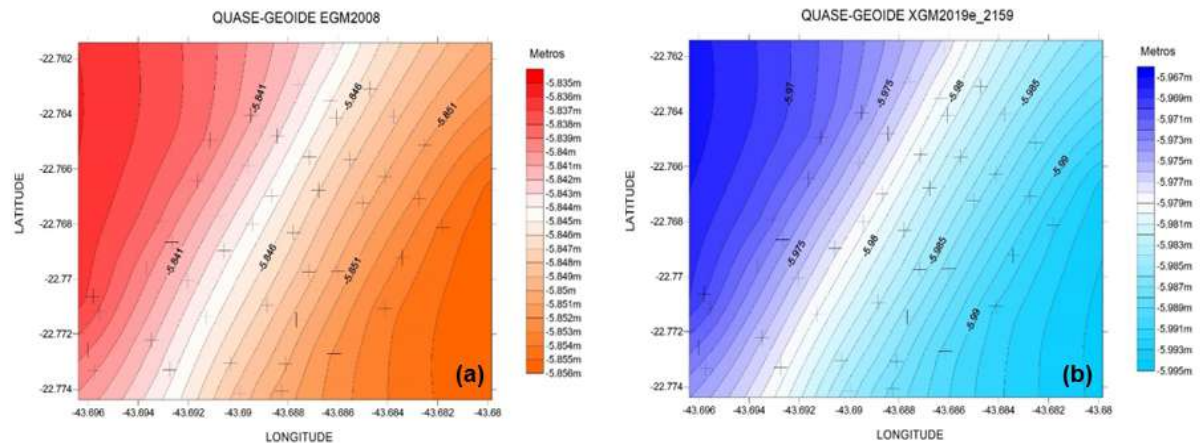 QUASE-GEOIDE EGM2008
Metros
-22.762
-22.764
-22.766
-22.768
-22.77
-22.772
-22.774
LATITUDE
-5.841
-5.846
-5.851
-5.841
-5.846
-5.851
(a)
-43.696 -43.694 -43.692 -43.69 -43.688 -43.686 -43.684 -43.682 -43.68
LONGITUDE
-5.835m
-5.836m
-5.837m
-5.838m
-5.839m
-5.84m
-5.841m
-5.842m
-5.843m
-5.844m
-5.845m
-5.846m
-5.847m
-5.848m
-5.849m
-5.85m
-5.851m
-5.852m
-5.853m
-5.854m
-5.855m
-5.856m
QUASE-GEOIDE XGM2019e_2159
Metros
-22.762
-22.764
-22.766
-22.768
-22.77
-22.772
-22.774
LATITUDE
-5.97
-5.975
-5.98
-5.985
-5.99
-5.975
-5.98
-5.985
-5.99
(b)
-43.696 -43.694 -43.692 -43.69 -43.688 -43.686 -43.684 -43.682 -43.68
LONGITUDE
-5.967m
-5.969m
-5.971m
-5.973m
-5.975m
-5.977m
-5.979m
-5.981m
-5.983m
-5.985m
-5.987m
-5.989m
-5.991m
-5.993m
-5.995m